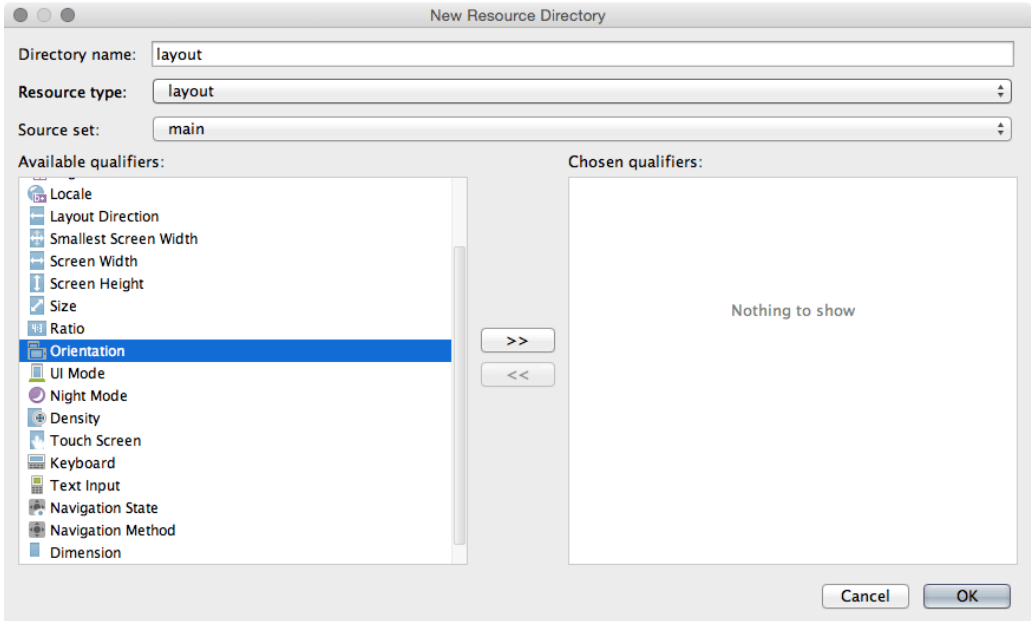 New Resource Directory
Directory name: layout
Resource type: layout
Source set: main
Available qualifiers:
Chosen qualifiers:
Locale
Layout Direction
Smallest Screen Width
Screen Width
Screen Height
Size
Ratio
Orientation
UI Mode
Night Mode
Density
Touch Screen
Keyboard
Text Input
Navigation State
Navigation Method
Dimension
>>
<<
Nothing to show
Cancel
OK